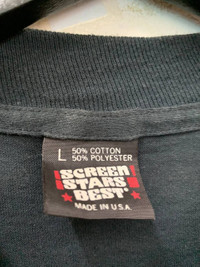 L 50% COTTON
50% POLYESTER
SCREEN
STARS
BEST
MADE IN U.S.A.